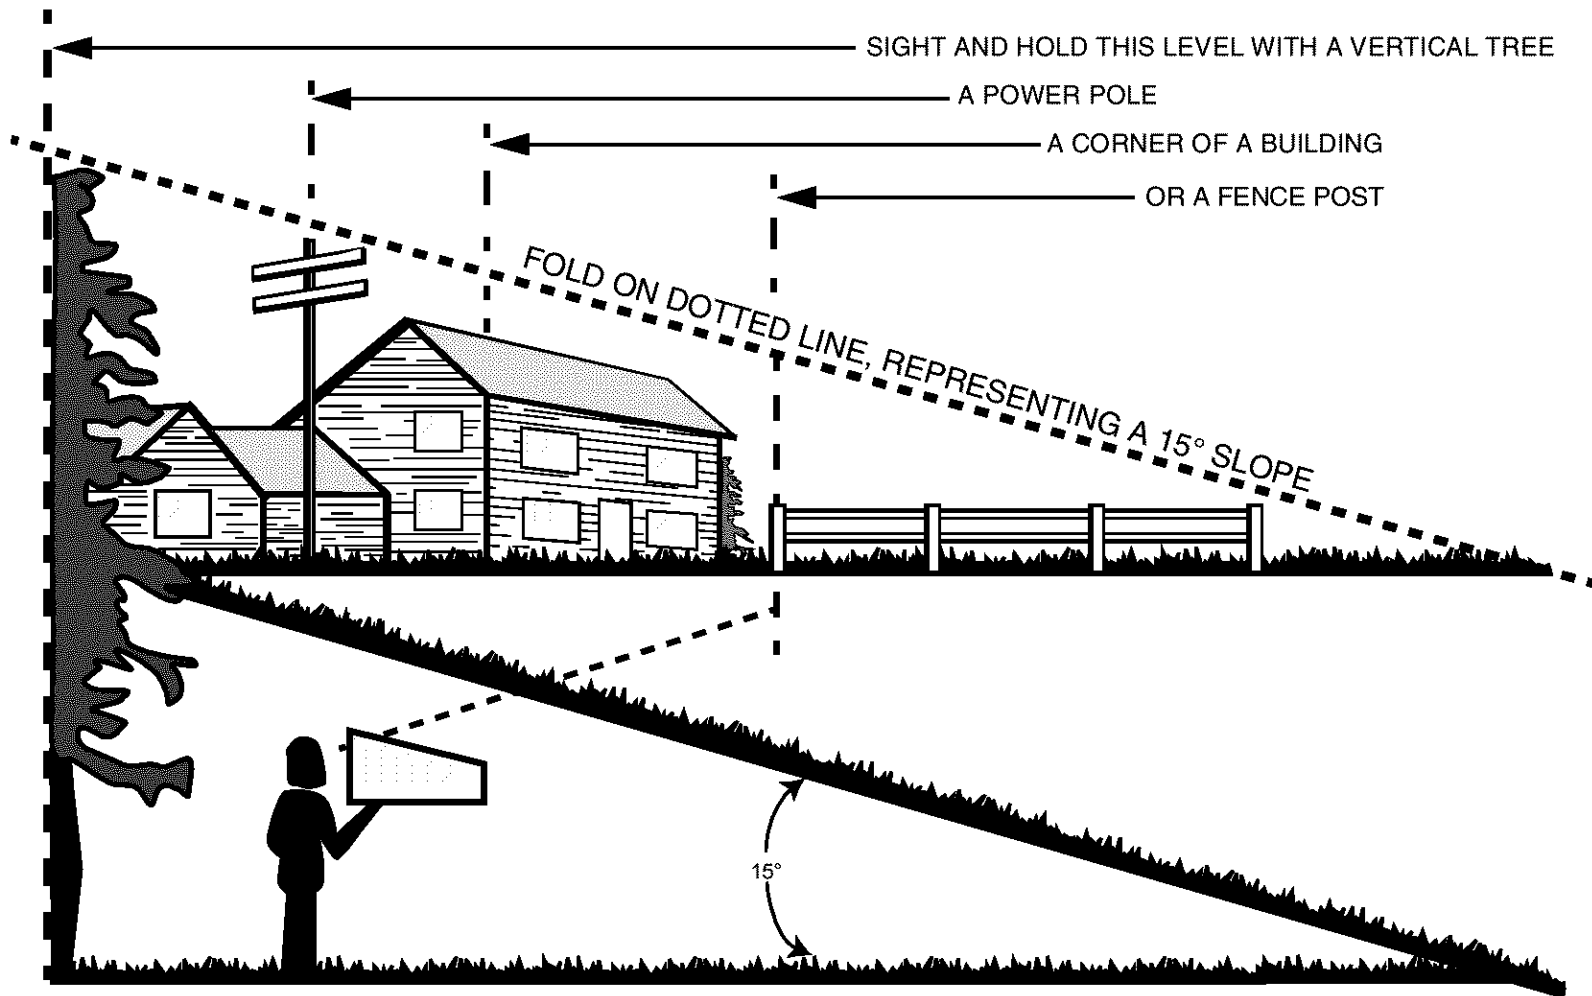 SIGHT AND HOLD THIS LEVEL WITH A VERTICAL TREE
A POWER POLE
A CORNER OF A BUILDING
OR A FENCE POST
FOLD ON DOTTED LINE, REPRESENTING A 15° SLOPE
15°